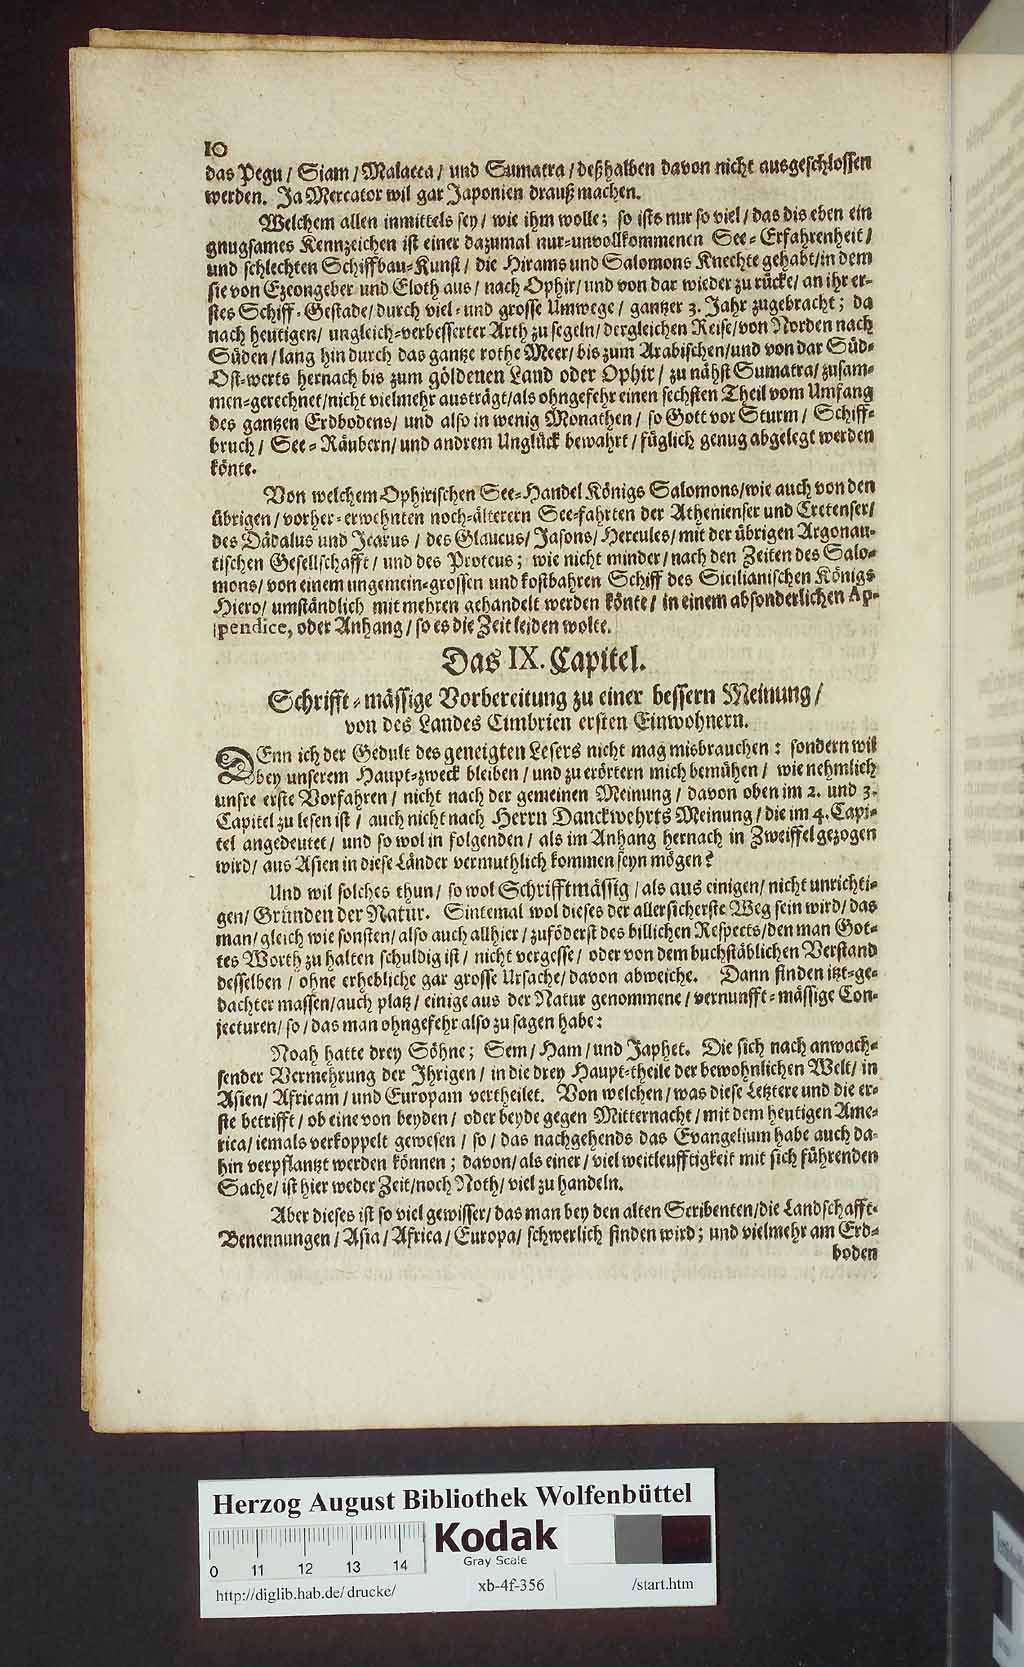 10
das Pegu / Siam / Malacca / und Sumatra / deßhalben davon nicht ausgeschlossen
werden. Ja Mercator wil gar Japonien drauß machen.
Welchem allen inmittels sey / wie ihm wolle; so ists nur so viel / das dis eben ein
gnugsames Kennzeichen ist einer dazumal nur-unvollkommenen See-Erfahrenheit /
und schlechten Schiffbau-Kunst / die Hirams und Salomons Knechte gehabt / in dem
sie von Ezeongeber und Eloth aus / nach Ophir / und von dar wieder zu rücke / an ihr er-
stes Schiff-Gestade / durch viel- und grosse Umwege / gantzer 3. Jahr zugebracht; da
nach heutigen / ungleich-verbesserter Arth zu segeln / dergleichen Reise / von Norden nach
Süden / lang hin durch das gantze rothe Meer / bis zum Arabischen / und von dar Süd-
Ost-werts hernach bis zum göldenen Land oder Ophir / zu nähst Sumatra / zusam-
men-gerechnet / nicht vielmehr austrägt / als ohngefehr einen sechsten Theil vom Umfang
des gantzen Erdbodens / und also in wenig Monathen / so Gott vor Sturm / Schiff-
bruch / See-Räubern / und andrem Unglück bewahrt / füglich genug abgelegt werden
könte.
Von welchem Ophirischen See-Handel Königs Salomons / wie auch von den
übrigen / vorher-erwehnten noch-älterern See-fahrten der Athenienser und Cretenser /
des Dädalus und Icarus / des Glaucus / Jasons / Hercules / mit der übrigen Argonau-
tischen Gesellschafft / und des Proteus; wie nicht minder / nach den Zeiten des Salo-
mons / von einem ungemein-grossen und kostbahren Schiff des Sicilianischen Königs
Hiero / umständlich mit mehren gehandelt werden könte / in einem absonderlichen Ap-
pendice, oder Anhang / so es die Zeit leiden wolte.
Das IX. Capitel.
Schrifft-mässige Vorbereitung zu einer bessern Meinung /
von des Landes Cimbrien ersten Einwohnern.
DEnn ich der Gedult des geneigten Lesers nicht mag misbrauchen: sondern wil
bey unserem Haupt-zweck bleiben / und zu erörtern mich bemühen / wie nehmlich
unsre erste Vorfahren / nicht nach der gemeinen Meinung / davon oben im 2. und 3.
Capitel zu lesen ist / auch nicht nach Herrn Danckwehrts Meinung / die im 4. Capi-
tel angedeutet / und so wol in folgenden / als im Anhang hernach in Zweiffel gezogen
wird / aus Asien in diese Länder vermuthlich kommen seyn mögen?
Und wil solches thun / so wol Schrifftmässig / als aus einigen / nicht unrichti-
gen / Gründen der Natur. Sintemal wol dieses der allersicherste Weg sein wird / das
man / gleich wie sonsten / also auch allhier / zuföderst des billichen Respects / den man Got-
tes Worth zu halten schuldig ist / nicht vergesse / oder von dem buchstäblichen Verstand
desselben / ohne erhebliche gar grosse Ursache / davon abweiche. Dann finden itzt-ge-
dachter massen / auch platz / einige aus der Natur genommene / vernunfft-mässige Con-
jecturen / so / das man ohngefehr also zu sagen habe:
Noah hatte drey Söhne; Sem / Ham / und Japhet. Die sich nach anwach-
sender Vermehrung der Ihrigen / in die drey Haupt-theile der bewohnlichen Welt / in
Asien / Africam / und Europam vertheilet. Von welchen / was diese Letztere und die er-
ste betrifft / ob eine von beyden / oder beyde gegen Mitternacht / mit dem heutigen Ame-
rica / iemals verkoppelt gewesen / so / das nachgehends das Evangelium habe auch da-
hin verpflantzt werden können; davon / als einer / viel weitleufftigkeit mit sich führenden
Sache / ist hier weder Zeit / noch Noth / viel zu handeln.
Aber dieses ist so viel gewisser / das man bey den alten Scribenten / die Landschafft-
Benennungen / Asia / Africa / Europa / schwerlich finden wird; und vielmehr am Erd-
boden
Herzog August Bibliothek Wolfenbüttel
Kodak
Gray Scale
0 11 12 13 14
http://diglib.hab.de/drucke/ xb-4f-356 /start.htm